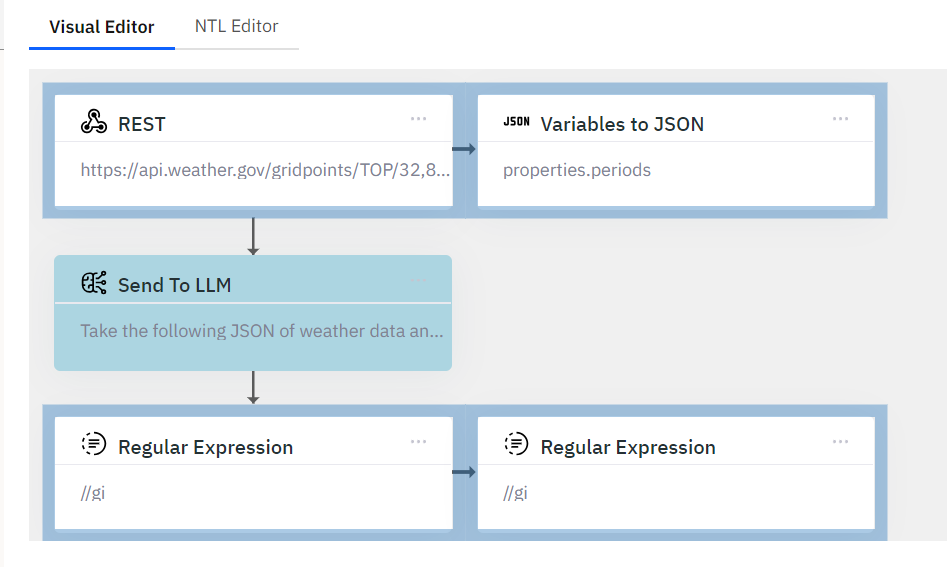 Visual Editor
NTL Editor
REST
...
https://api.weather.gov/gridpoints/TOP/32,8...
JSON Variables to JSON
...
properties.periods
Send To LLM
Take the following JSON of weather data an...
Regular Expression
...
//gi
Regular Expression
...
//gi